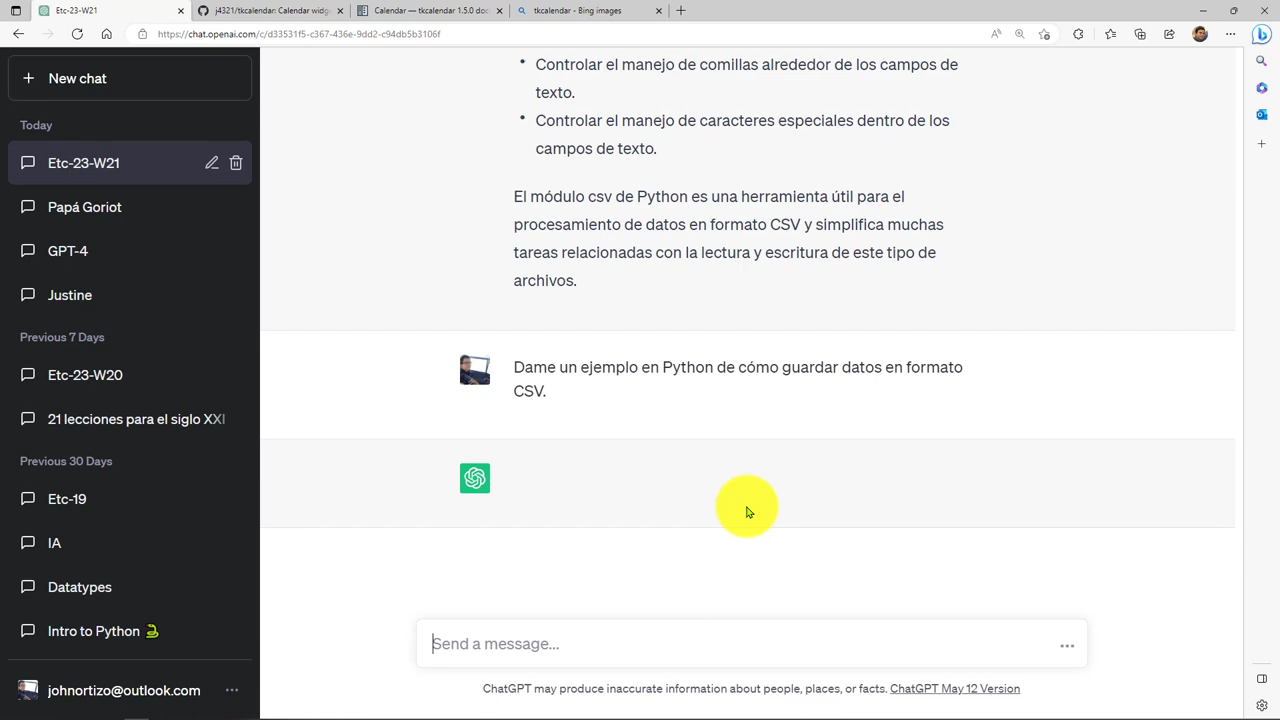 Etc-23-W21
j4321/tkcalendar: Calendar widg
Calendar — tkcalendar 1.5.0 doc
tkcalendar - Bing images
https://chat.openai.com/c/d33531f5-c367-436e-9dd2-c94db5b3106f
New chat
Today
Etc-23-W21
Papá Goriot
GPT-4
Justine
Previous 7 Days
Etc-23-W20
21 lecciones para el siglo XXI
Previous 30 Days
Etc-19
IA
Datatypes
Intro to Python
johnortizo@outlook.com
• Controlar el manejo de comillas alrededor de los campos de
texto.
• Controlar el manejo de caracteres especiales dentro de los
campos de texto.
El módulo csv de Python es una herramienta útil para el
procesamiento de datos en formato CSV y simplifica muchas
tareas relacionadas con la lectura y escritura de este tipo de
archivos.
Dame un ejemplo en Python de cómo guardar datos en formato
CSV.
Send a message...
ChatGPT may produce inaccurate information about people, places, or facts. ChatGPT May 12 Version